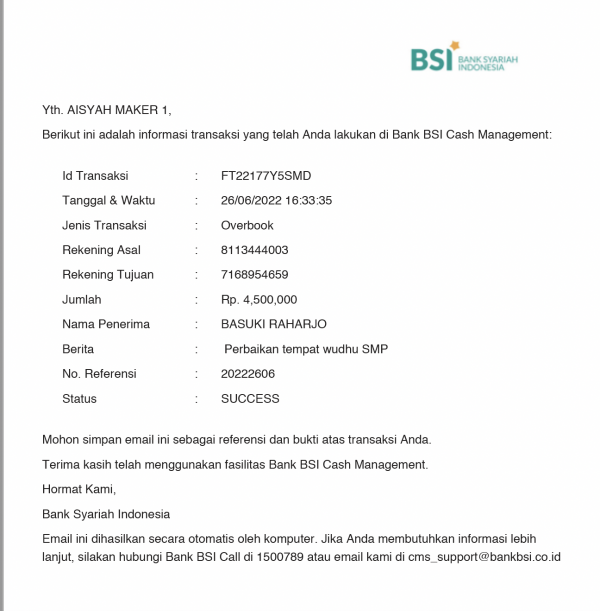 BSI BANK SYARIAH
INDONESIA
Yth. AISYAH MAKER 1,
Berikut ini adalah informasi transaksi yang telah Anda lakukan di Bank BSI Cash Management:
Id Transaksi : FT22177Y5SMD
Tanggal & Waktu : 26/06/2022 16:33:35
Jenis Transaksi : Overbook
Rekening Asal : 8113444003
Rekening Tujuan : 7168954659
Jumlah : Rp. 4,500,000
Nama Penerima : BASUKI RAHARJO
Berita : Perbaikan tempat wudhu SMP
No. Referensi : 20222606
Status : SUCCESS
Mohon simpan email ini sebagai referensi dan bukti atas transaksi Anda.
Terima kasih telah menggunakan fasilitas Bank BSI Cash Management.
Hormat Kami,
Bank Syariah Indonesia
Email ini dihasilkan secara otomatis oleh komputer. Jika Anda membutuhkan informasi lebih
lanjut, silakan hubungi Bank BSI Call di 1500789 atau email kami di cms_support@bankbsi.co.id